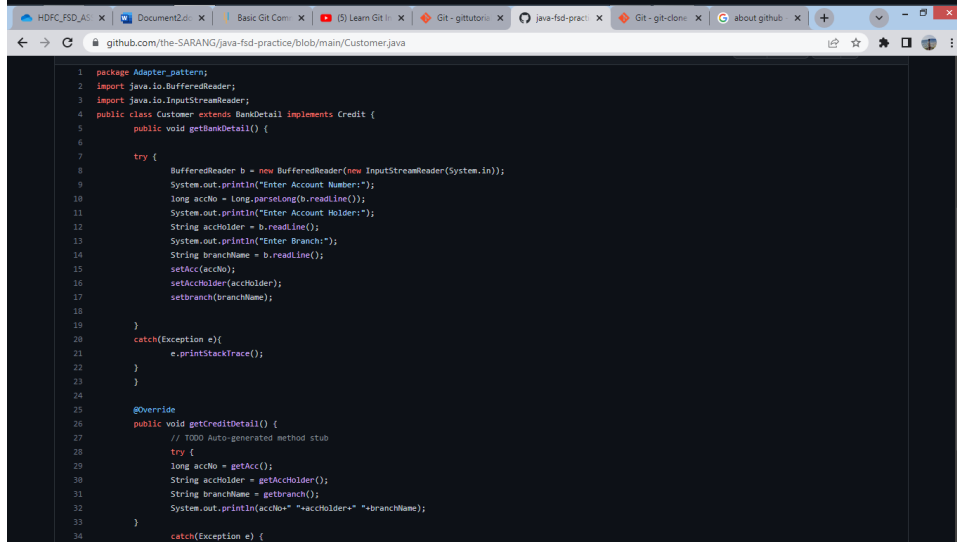 HDFC_FSD_AS
Document2.do
Basic Git Com
(5) Learn Git In
Git - gittutoria
java-fsd-practi
Git - git-clone
about github
github.com/the-SARANG/java-fsd-practice/blob/main/Customer.java
1 package Adapter_pattern;
2 import java.io.BufferedReader;
3 import java.io.InputStreamReader;
4 public class Customer extends BankDetail implements Credit {
5 public void getBankDetail() {
6
7 try {
8 BufferedReader b = new BufferedReader(new InputStreamReader(System.in));
9 System.out.println("Enter Account Number:");
10 long accNo = Long.parseLong(b.readLine());
11 System.out.println("Enter Account Holder:");
12 String accHolder = b.readLine();
13 System.out.println("Enter Branch:");
14 String branchName = b.readLine();
15 setAcc(accNo);
16 setAccHolder(accHolder);
17 setbranch(branchName);
18
19 }
20 catch(Exception e){
21 e.printStackTrace();
22 }
23 }
24
25 @Override
26 public void getCreditDetail() {
27 // TODO Auto-generated method stub
28 try {
29 long accNo = getAcc();
30 String accHolder = getAccHolder();
31 String branchName = getbranch();
32 System.out.println(accNo+" "+accHolder+" "+branchName);
33 }
34 catch(Exception e) {